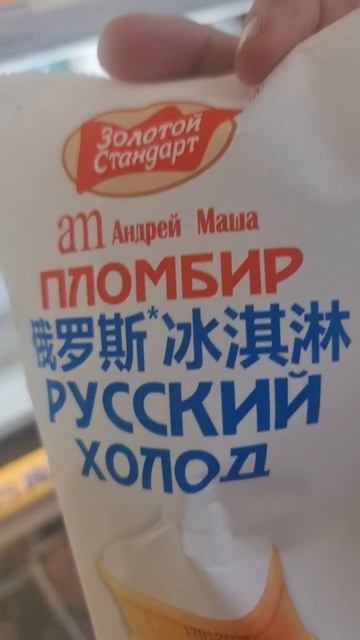 Золотой
Стандарт
am Андрей Маша
ПЛОМБИР
俄罗斯*冰淇淋
РУССКИЙ
ХОЛОД